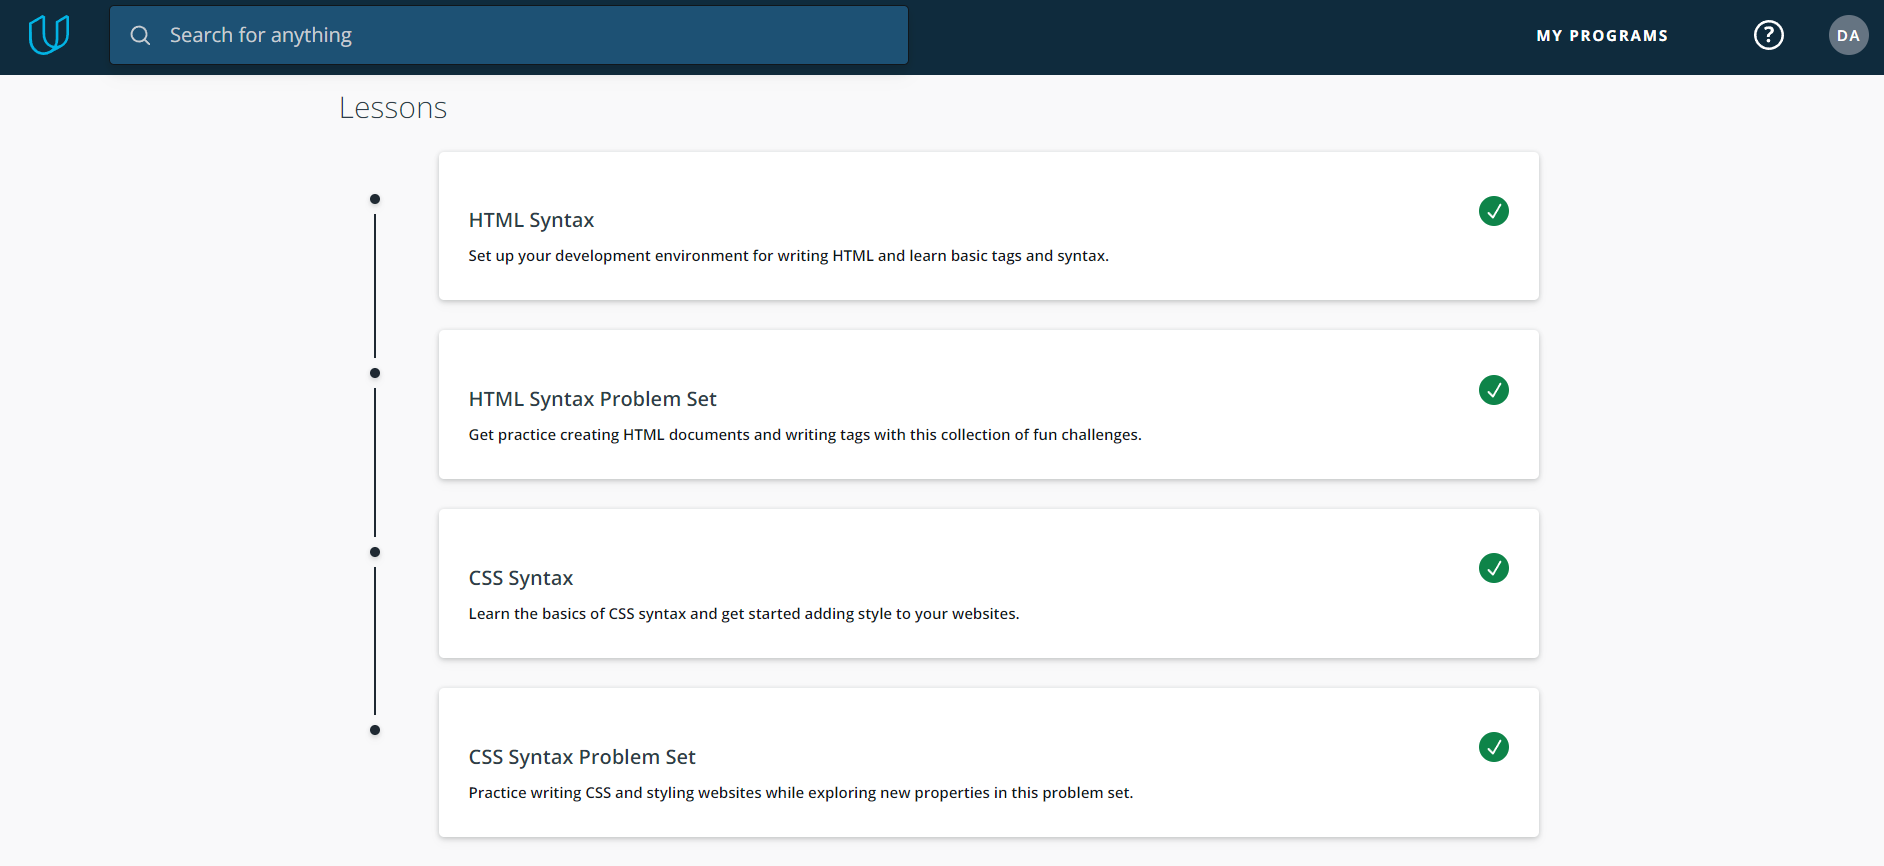 Search for anything
MY PROGRAMS
?
DA
Lessons
HTML Syntax
Set up your development environment for writing HTML and learn basic tags and syntax.
HTML Syntax Problem Set
Get practice creating HTML documents and writing tags with this collection of fun challenges.
CSS Syntax
Learn the basics of CSS syntax and get started adding style to your websites.
CSS Syntax Problem Set
Practice writing CSS and styling websites while exploring new properties in this problem set.